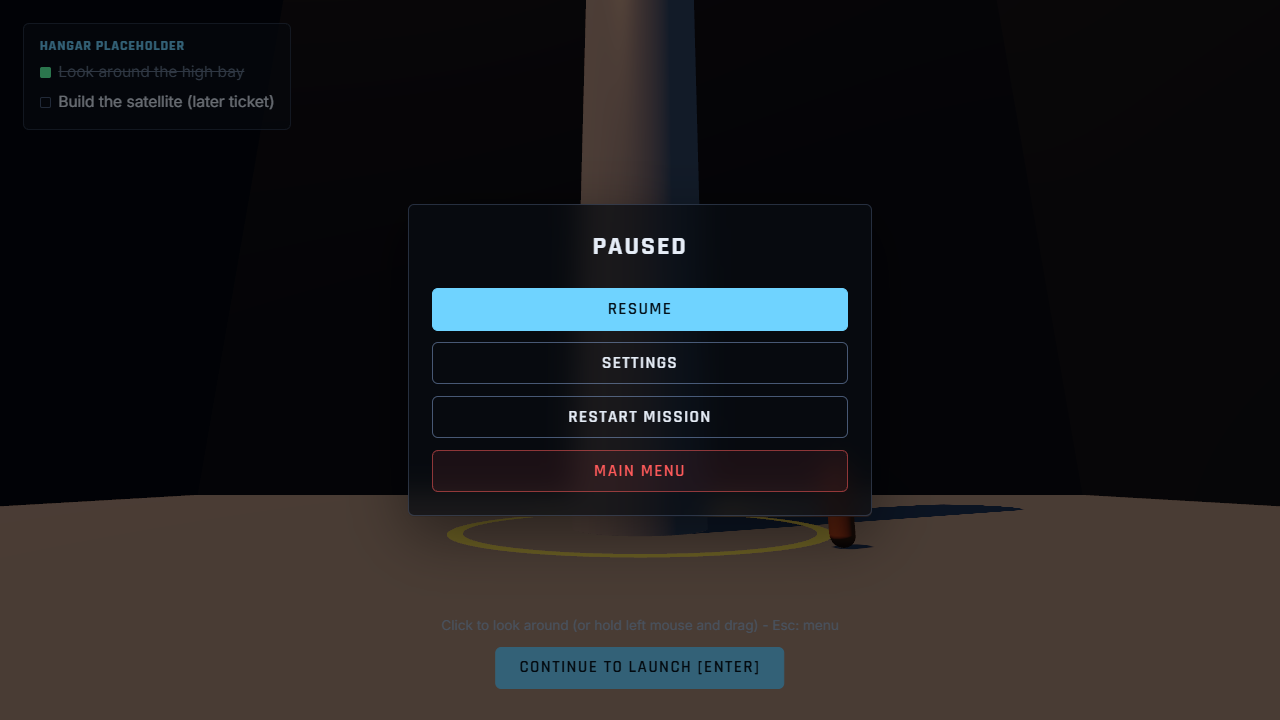 HANGAR PLACEHOLDER
Look around the high bay
Build the satellite (later ticket)
PAUSED
RESUME
SETTINGS
RESTART MISSION
MAIN MENU
Click to look around (or hold left mouse and drag) - Esc: menu
CONTINUE TO LAUNCH [ENTER]